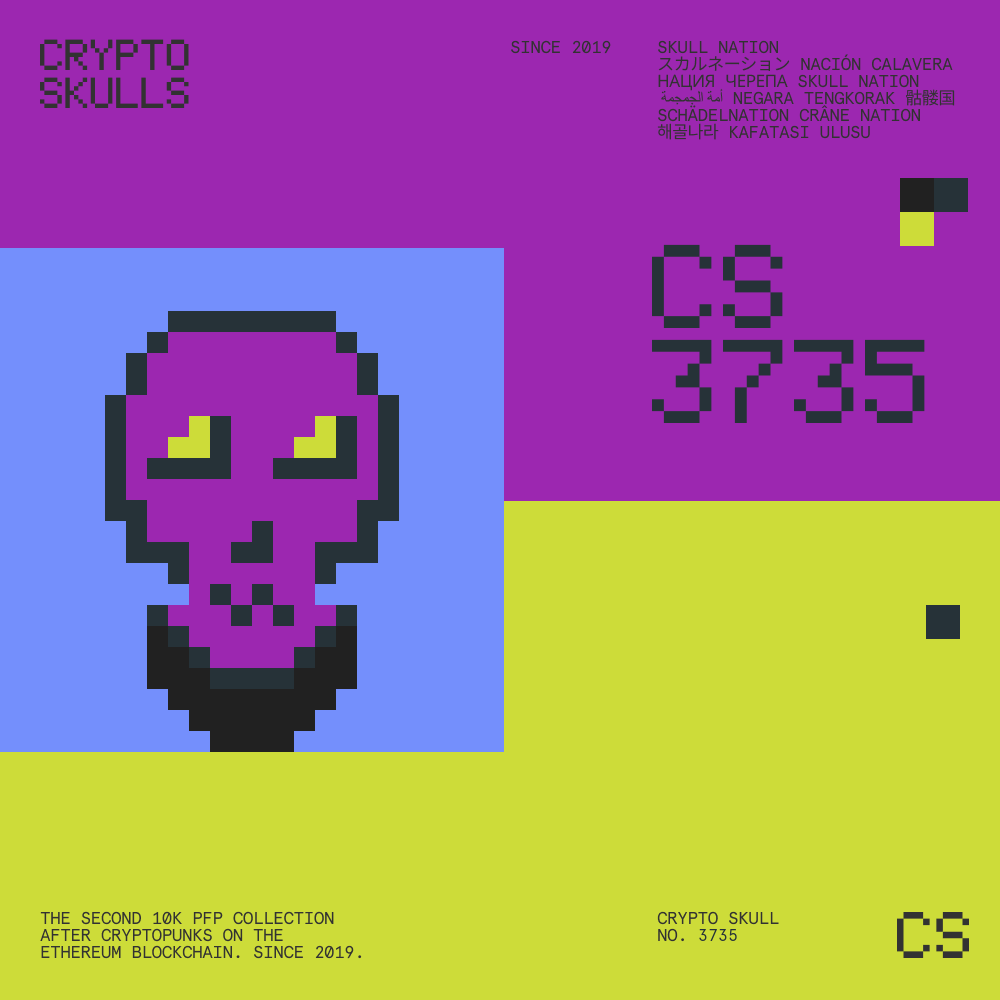 CRYPTO
SKULLS
SINCE 2019
SKULL NATION
スカルネーション NACIÓN CALAVERA
НАЦИЯ ЧЕРЕПА SKULL NATION
أمة الجمجمة NEGARA TENGKORAK 骷髅国
SCHÄDELNATION CRÂNE NATION
해골나라 KAFATASI ULUSU
CS
3735
THE SECOND 10K PFP COLLECTION
AFTER CRYPTOPUNKS ON THE
ETHEREUM BLOCKCHAIN. SINCE 2019.
CRYPTO SKULL
NO. 3735
CS